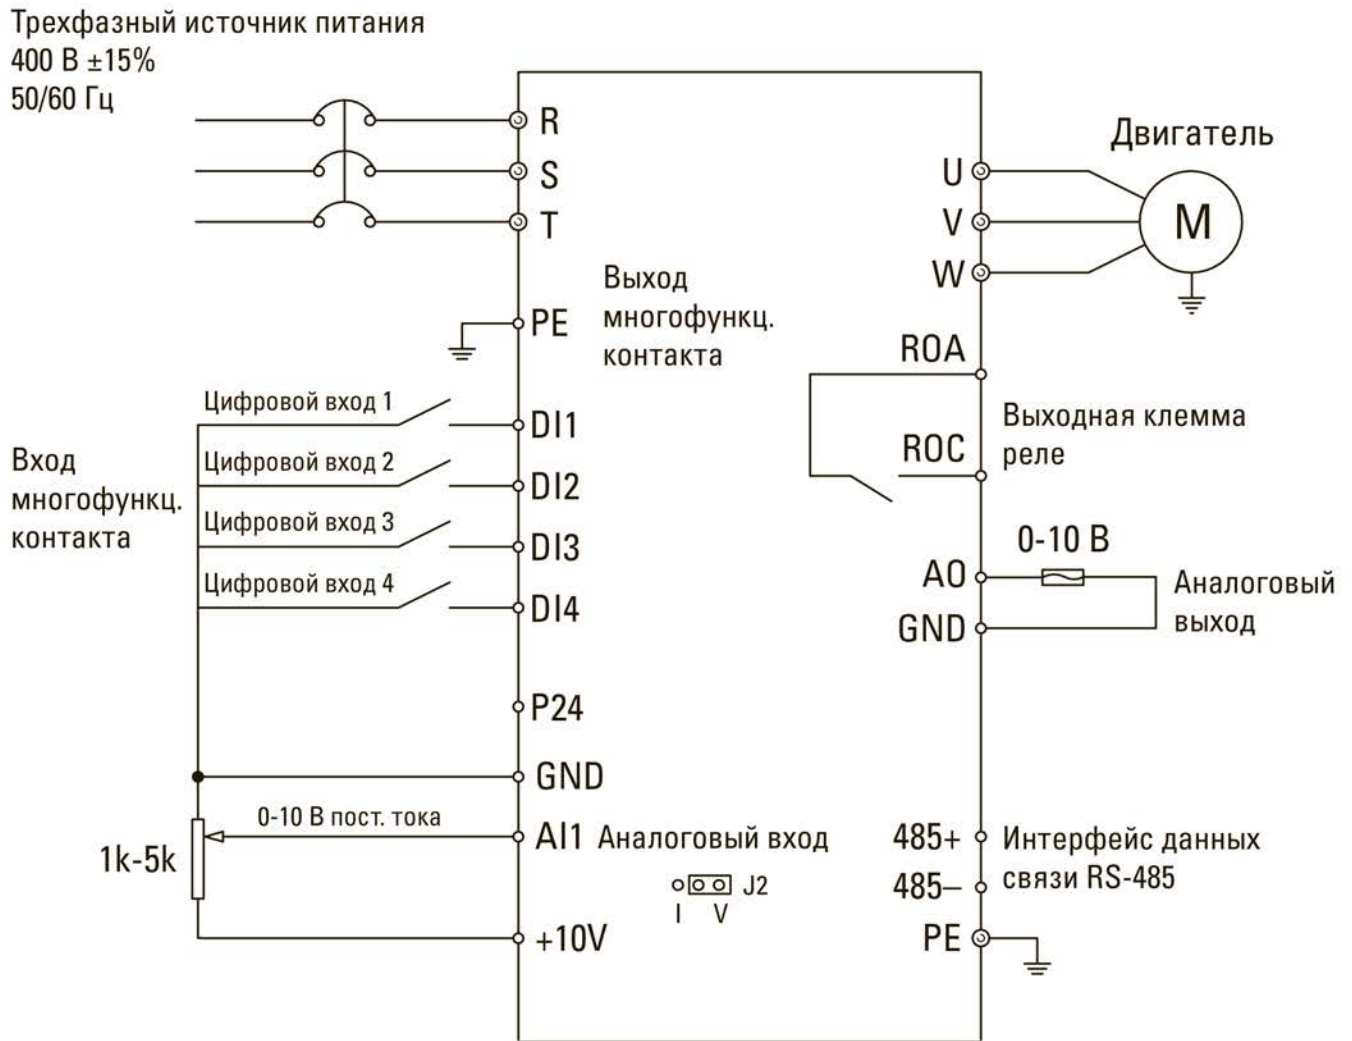 Трехфазный источник питания
400 В ±15%
50/60 Гц
R
S
T
PE
Выход
многофункц.
контакта
Вход
многофункц.
контакта
Цифровой вход 1
DI1
Цифровой вход 2
DI2
Цифровой вход 3
DI3
Цифровой вход 4
DI4
P24
GND
0-10 В пост. тока
AI1 Аналоговый вход
1k-5k
J2
I V
+10V
Двигатель
U
V
W
M
ROA
ROC
Выходная клемма
реле
0-10 В
AO
GND
Аналоговый
выход
485+
485–
Интерфейс данных
связи RS-485
PE